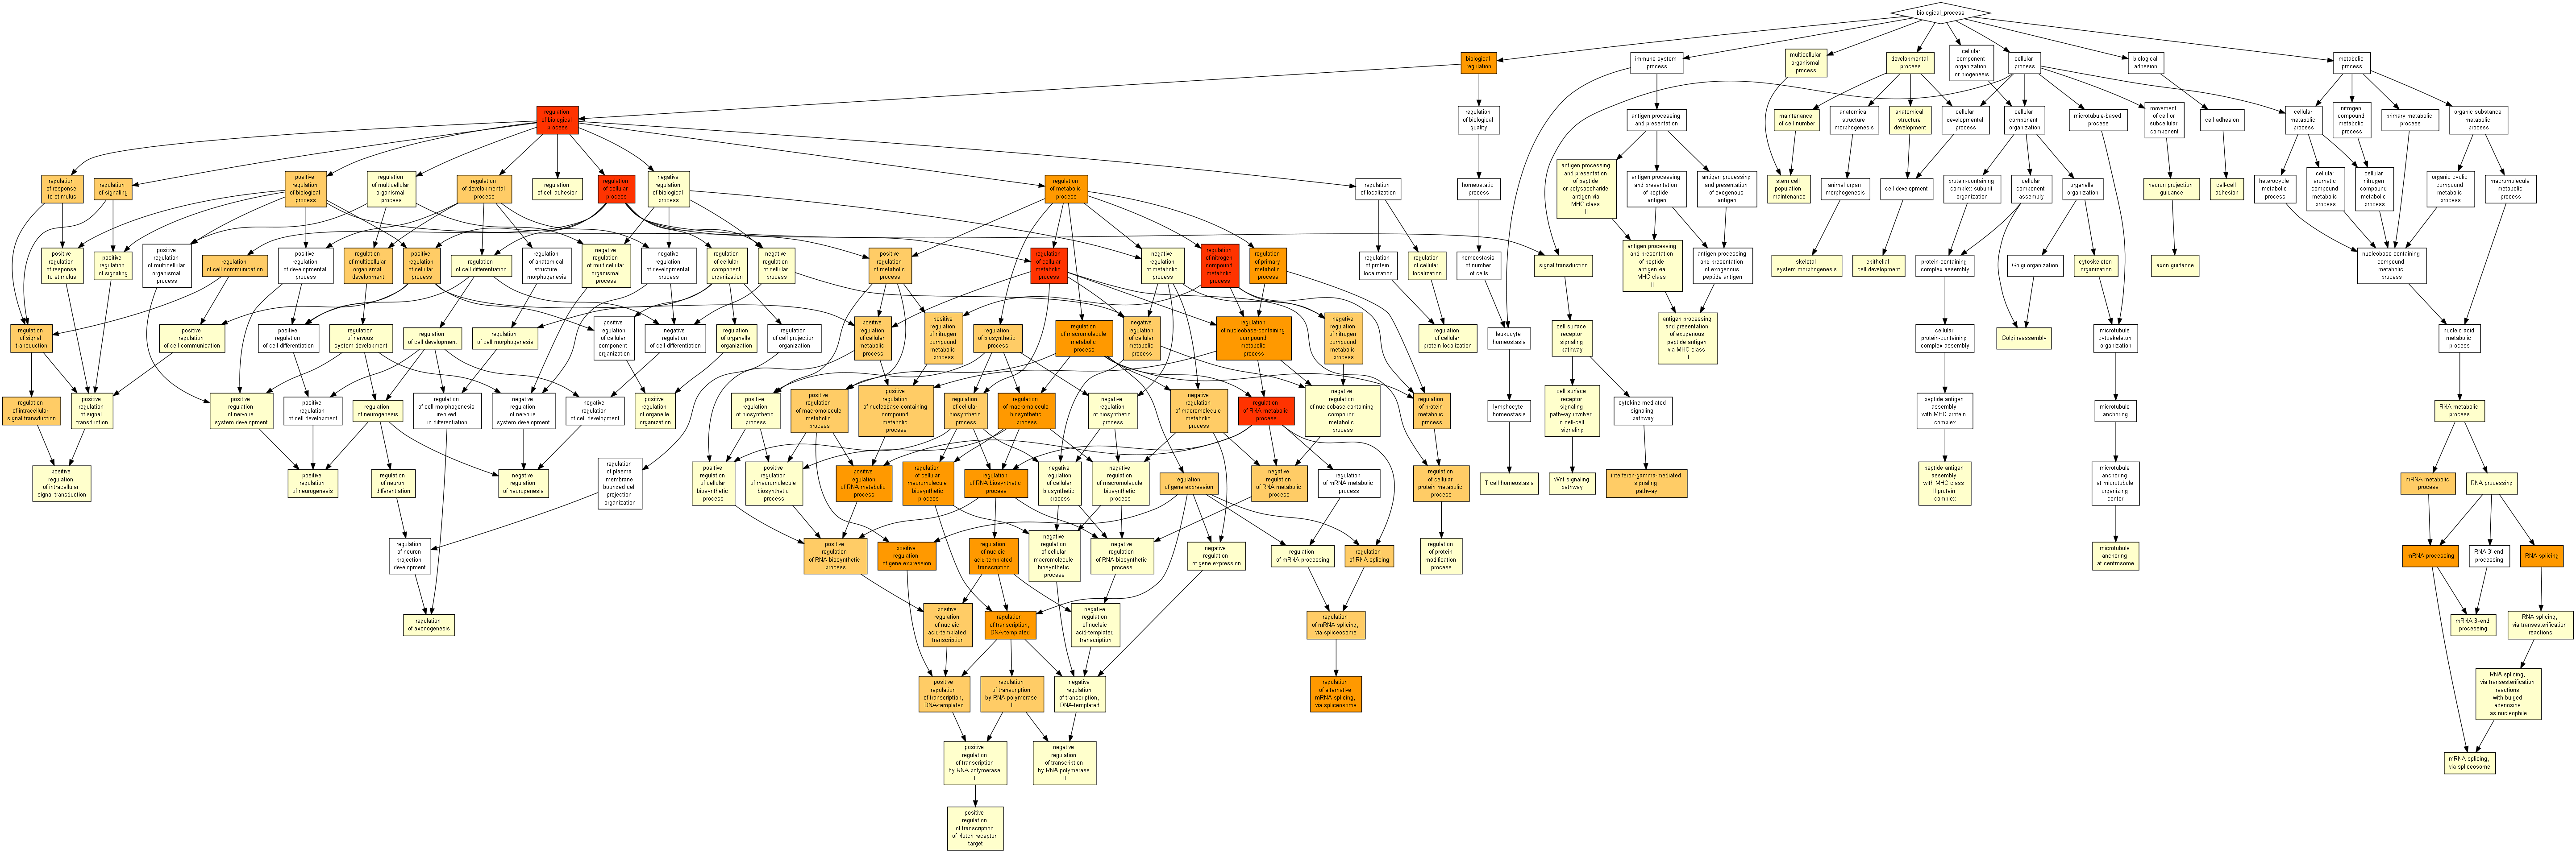 biological_process
biological
regulation
immune system
process
multicellular
organismal
process
developmental
process
cellular
component
organization
or biogenesis
cellular
process
biological
adhesion
metabolic
process
regulation
of biological
process
regulation
of biological
quality
antigen processing
and presentation
maintenance
of cell number
anatomical
structure
morphogenesis
anatomical
structure
development
cellular
developmental
process
cellular
component
organization
microtubule-based
process
movement
of cell or
subcellular
component
cell adhesion
cellular
metabolic
process
nitrogen
compound
metabolic
process
primary metabolic
process
organic substance
metabolic
process
regulation
of response
to stimulus
regulation
of signaling
positive
regulation
of biological
process
regulation
of multicellular
organismal
process
regulation
of developmental
process
regulation
of cell adhesion
regulation
of cellular
process
negative
regulation
of biological
process
regulation
of metabolic
process
regulation
of localization
homeostatic
process
antigen processing
and presentation
of peptide
or polysaccharide
antigen via
MHC class
II
antigen processing
and presentation
of peptide
antigen
antigen processing
and presentation
of exogenous
antigen
stem cell
population
maintenance
animal organ
morphogenesis
cell development
protein-containing
complex subunit
organization
cellular
component
assembly
organelle
organization
neuron projection
guidance
cell-cell
adhesion
heterocycle
metabolic
process
cellular
aromatic
compound
metabolic
process
cellular
nitrogen
compound
metabolic
process
organic cyclic
compound
metabolic
process
macromolecule
metabolic
process
positive
regulation
of response
to stimulus
positive
regulation
of signaling
positive
regulation
of multicellular
organismal
process
regulation
of cell communication
positive
regulation
of developmental
process
regulation
of multicellular
organismal
development
positive
regulation
of cellular
process
regulation
of cell differentiation
regulation
of anatomical
structure
morphogenesis
negative
regulation
of multicellular
organismal
process
negative
regulation
of developmental
process
regulation
of cellular
component
organization
negative
regulation
of cellular
process
positive
regulation
of metabolic
process
regulation
of cellular
metabolic
process
negative
regulation
of metabolic
process
regulation
of nitrogen
compound
metabolic
process
regulation
of primary
metabolic
process
regulation
of protein
localization
regulation
of cellular
localization
homeostasis
of number
of cells
signal transduction
antigen processing
and presentation
of peptide
antigen via
MHC class
II
antigen processing
and presentation
of exogenous
peptide antigen
skeletal
system morphogenesis
epithelial
cell development
protein-containing
complex assembly
Golgi organization
cytoskeleton
organization
axon guidance
nucleobase-containing
compound
metabolic
process
regulation
of signal
transduction
positive
regulation
of cell communication
positive
regulation
of cell differentiation
regulation
of nervous
system development
regulation
of cell development
regulation
of cell morphogenesis
positive
regulation
of cellular
component
organization
negative
regulation
of cell differentiation
regulation
of organelle
organization
regulation
of cell projection
organization
positive
regulation
of cellular
metabolic
process
positive
regulation
of nitrogen
compound
metabolic
process
regulation
of biosynthetic
process
regulation
of macromolecule
metabolic
process
negative
regulation
of cellular
metabolic
process
regulation
of nucleobase-containing
compound
metabolic
process
negative
regulation
of nitrogen
compound
metabolic
process
regulation
of cellular
protein localization
leukocyte
homeostasis
cell surface
receptor
signaling
pathway
antigen processing
and presentation
of exogenous
peptide antigen
via MHC class
II
cellular
protein-containing
complex assembly
Golgi reassembly
microtubule
cytoskeleton
organization
nucleic acid
metabolic
process
regulation
of intracellular
signal transduction
positive
regulation
of signal
transduction
positive
regulation
of nervous
system development
positive
regulation
of cell development
regulation
of neurogenesis
regulation
of cell morphogenesis
involved
in differentiation
negative
regulation
of nervous
system development
negative
regulation
of cell development
positive
regulation
of organelle
organization
positive
regulation
of biosynthetic
process
positive
regulation
of macromolecule
metabolic
process
positive
regulation
of nucleobase-containing
compound
metabolic
process
regulation
of cellular
biosynthetic
process
regulation
of macromolecule
biosynthetic
process
negative
regulation
of biosynthetic
process
negative
regulation
of macromolecule
metabolic
process
regulation
of RNA metabolic
process
negative
regulation
of nucleobase-containing
compound
metabolic
process
regulation
of protein
metabolic
process
lymphocyte
homeostasis
cell surface
receptor
signaling
pathway involved
in cell-cell
signaling
cytokine-mediated
signaling
pathway
peptide antigen
assembly
with MHC protein
complex
microtubule
anchoring
RNA metabolic
process
positive
regulation
of intracellular
signal transduction
positive
regulation
of neurogenesis
regulation
of neuron
differentiation
negative
regulation
of neurogenesis
regulation
of plasma
membrane
bounded cell
projection
organization
positive
regulation
of cellular
biosynthetic
process
positive
regulation
of macromolecule
biosynthetic
process
positive
regulation
of RNA metabolic
process
regulation
of cellular
macromolecule
biosynthetic
process
regulation
of RNA biosynthetic
process
negative
regulation
of cellular
biosynthetic
process
negative
regulation
of macromolecule
biosynthetic
process
regulation
of gene expression
negative
regulation
of RNA metabolic
process
regulation
of mRNA metabolic
process
regulation
of cellular
protein metabolic
process
T cell homeostasis
Wnt signaling
pathway
interferon-gamma-mediated
signaling
pathway
peptide antigen
assembly
with MHC class
II protein
complex
microtubule
anchoring
at microtubule
organizing
center
mRNA metabolic
process
RNA processing
regulation
of neuron
projection
development
positive
regulation
of RNA biosynthetic
process
positive
regulation
of gene expression
regulation
of nucleic
acid-templated
transcription
negative
regulation
of cellular
macromolecule
biosynthetic
process
negative
regulation
of RNA biosynthetic
process
negative
regulation
of gene expression
regulation
of mRNA processing
regulation
of RNA splicing
regulation
of protein
modification
process
microtubule
anchoring
at centrosome
mRNA processing
RNA 3'-end
processing
RNA splicing
regulation
of axonogenesis
positive
regulation
of nucleic
acid-templated
transcription
regulation
of transcription,
DNA-templated
negative
regulation
of nucleic
acid-templated
transcription
regulation
of mRNA splicing,
via spliceosome
mRNA 3'-end
processing
RNA splicing,
via transesterification
reactions
positive
regulation
of transcription,
DNA-templated
regulation
of transcription
by RNA polymerase
II
negative
regulation
of transcription,
DNA-templated
regulation
of alternative
mRNA splicing,
via spliceosome
RNA splicing,
via transesterification
reactions
with bulged
adenosine
as nucleophile
positive
regulation
of transcription
by RNA polymerase
II
negative
regulation
of transcription
by RNA polymerase
II
mRNA splicing,
via spliceosome
positive
regulation
of transcription
of Notch receptor
target